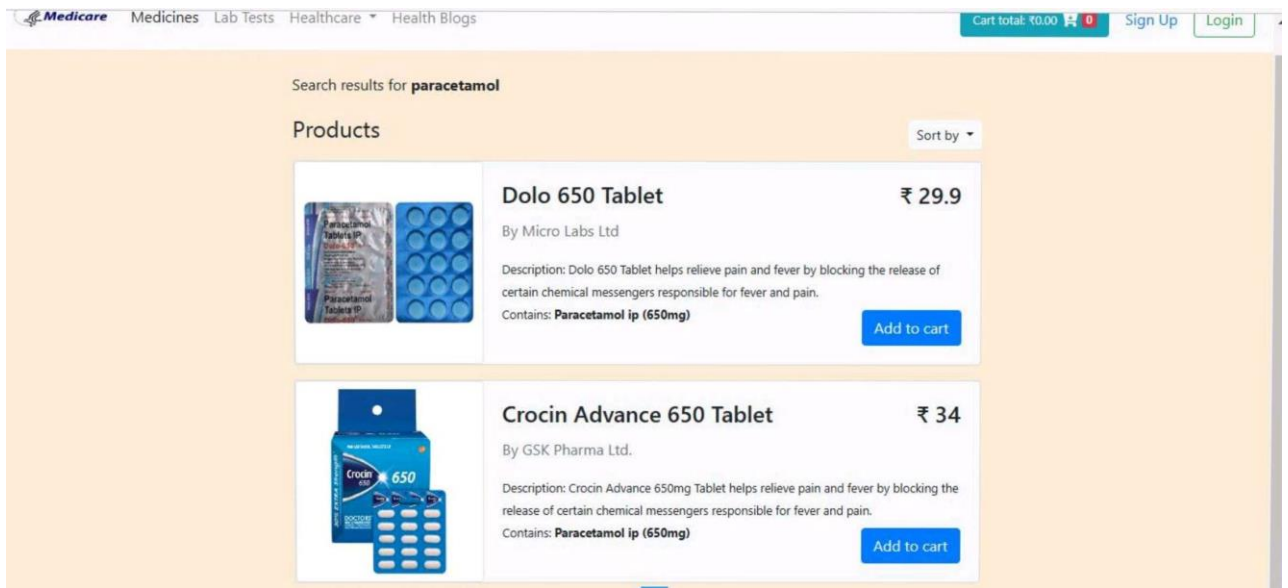 Medicare Medicines Lab Tests Healthcare Health Blogs Cart total: ₹0.00 0 Sign Up Login
Search results for paracetamol
Products
Sort by
Dolo 650 Tablet ₹ 29.9
By Micro Labs Ltd
Description: Dolo 650 Tablet helps relieve pain and fever by blocking the release of
certain chemical messengers responsible for fever and pain.
Contains: Paracetamol ip (650mg)
Add to cart
Paracetamol
Tablets IP
Paracetamol
Tablets IP
Crocin Advance 650 Tablet ₹ 34
By GSK Pharma Ltd.
Description: Crocin Advance 650mg Tablet helps relieve pain and fever by blocking the
release of certain chemical messengers responsible for fever and pain.
Contains: Paracetamol ip (650mg)
Add to cart
Crocin 650
650